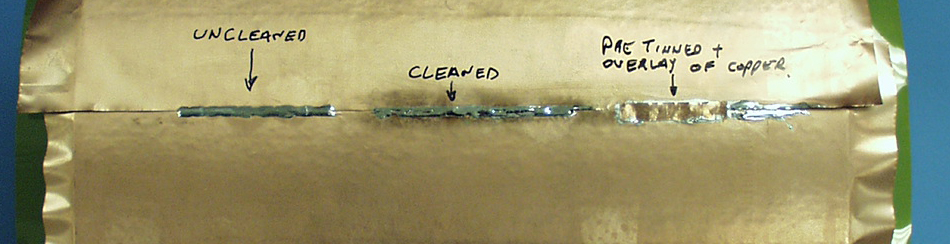 UNCLEANED
CLEANED
PRE TINNED +
OVERLAY OF COPPER.